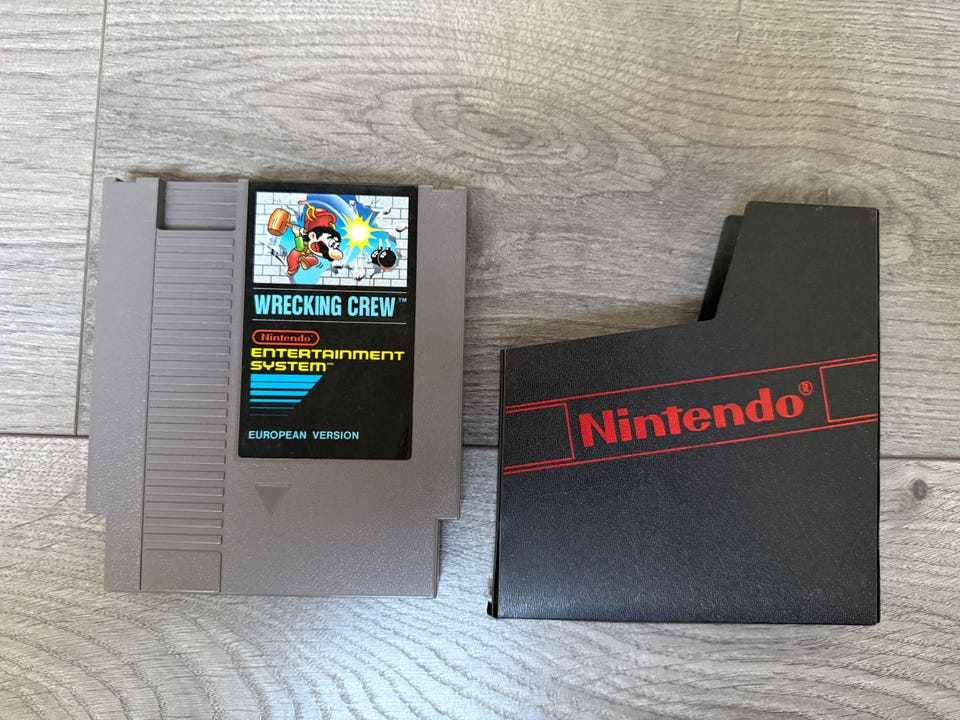 WRECKING CREW™
Nintendo®
ENTERTAINMENT
SYSTEM™
EUROPEAN VERSION
Nintendo®